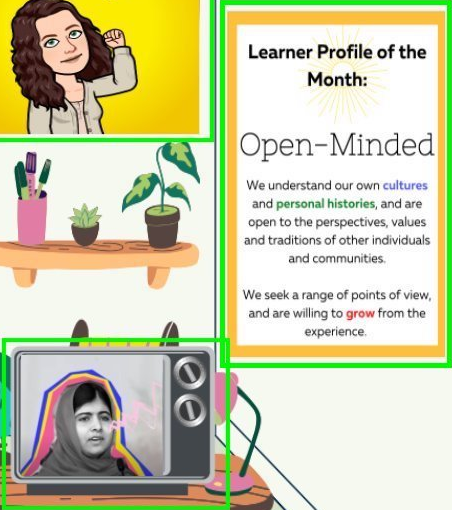 Learner Profile of the
Month:
Open-Minded
We understand our own cultures
and personal histories, and are
open to the perspectives, values
and traditions of other individuals
and communities.
We seek a range of points of view,
and are willing to grow from the
experience.